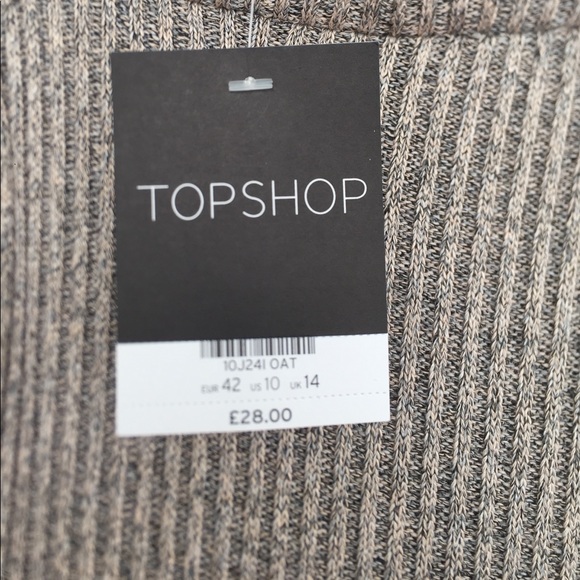 TOPSHOP
10J24I OAT
EUR 42 US 10 UK 14
£28.00